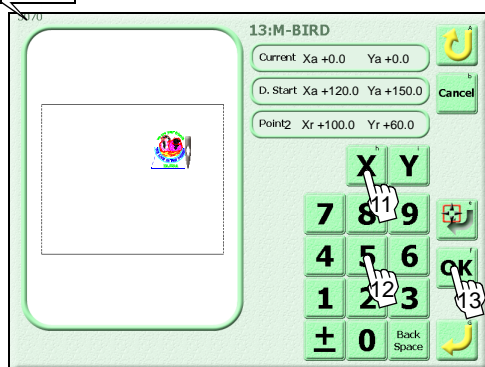 3070
13:M-BIRD
Current Xa +0.0 Ya +0.0
D. Start Xa +120.0 Ya +150.0
Cancel
Point2 Xr +100.0 Yr +60.0
X Y
11
7 8 9
4 5 6
OK
12
13
1 2 3
± 0 Back Space